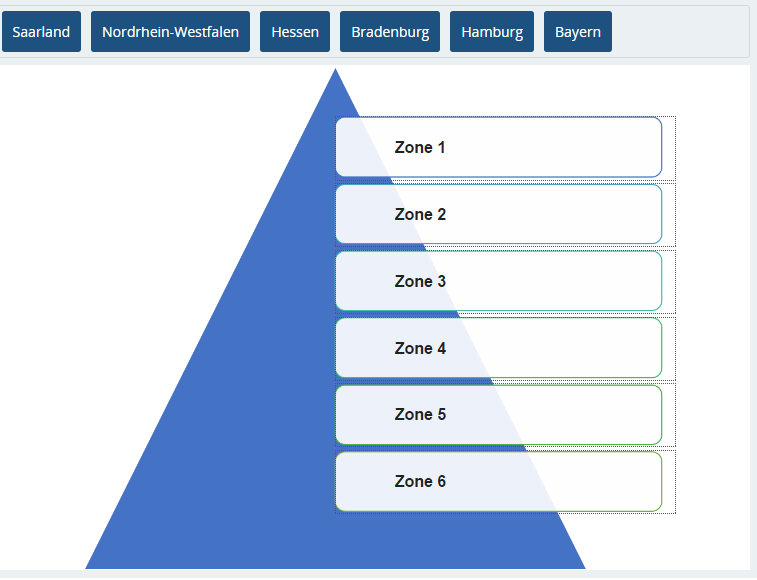 Saarland Nordrhein-Westfalen Hessen Bradenburg Hamburg Bayern
Zone 1
Zone 2
Zone 3
Zone 4
Zone 5
Zone 6